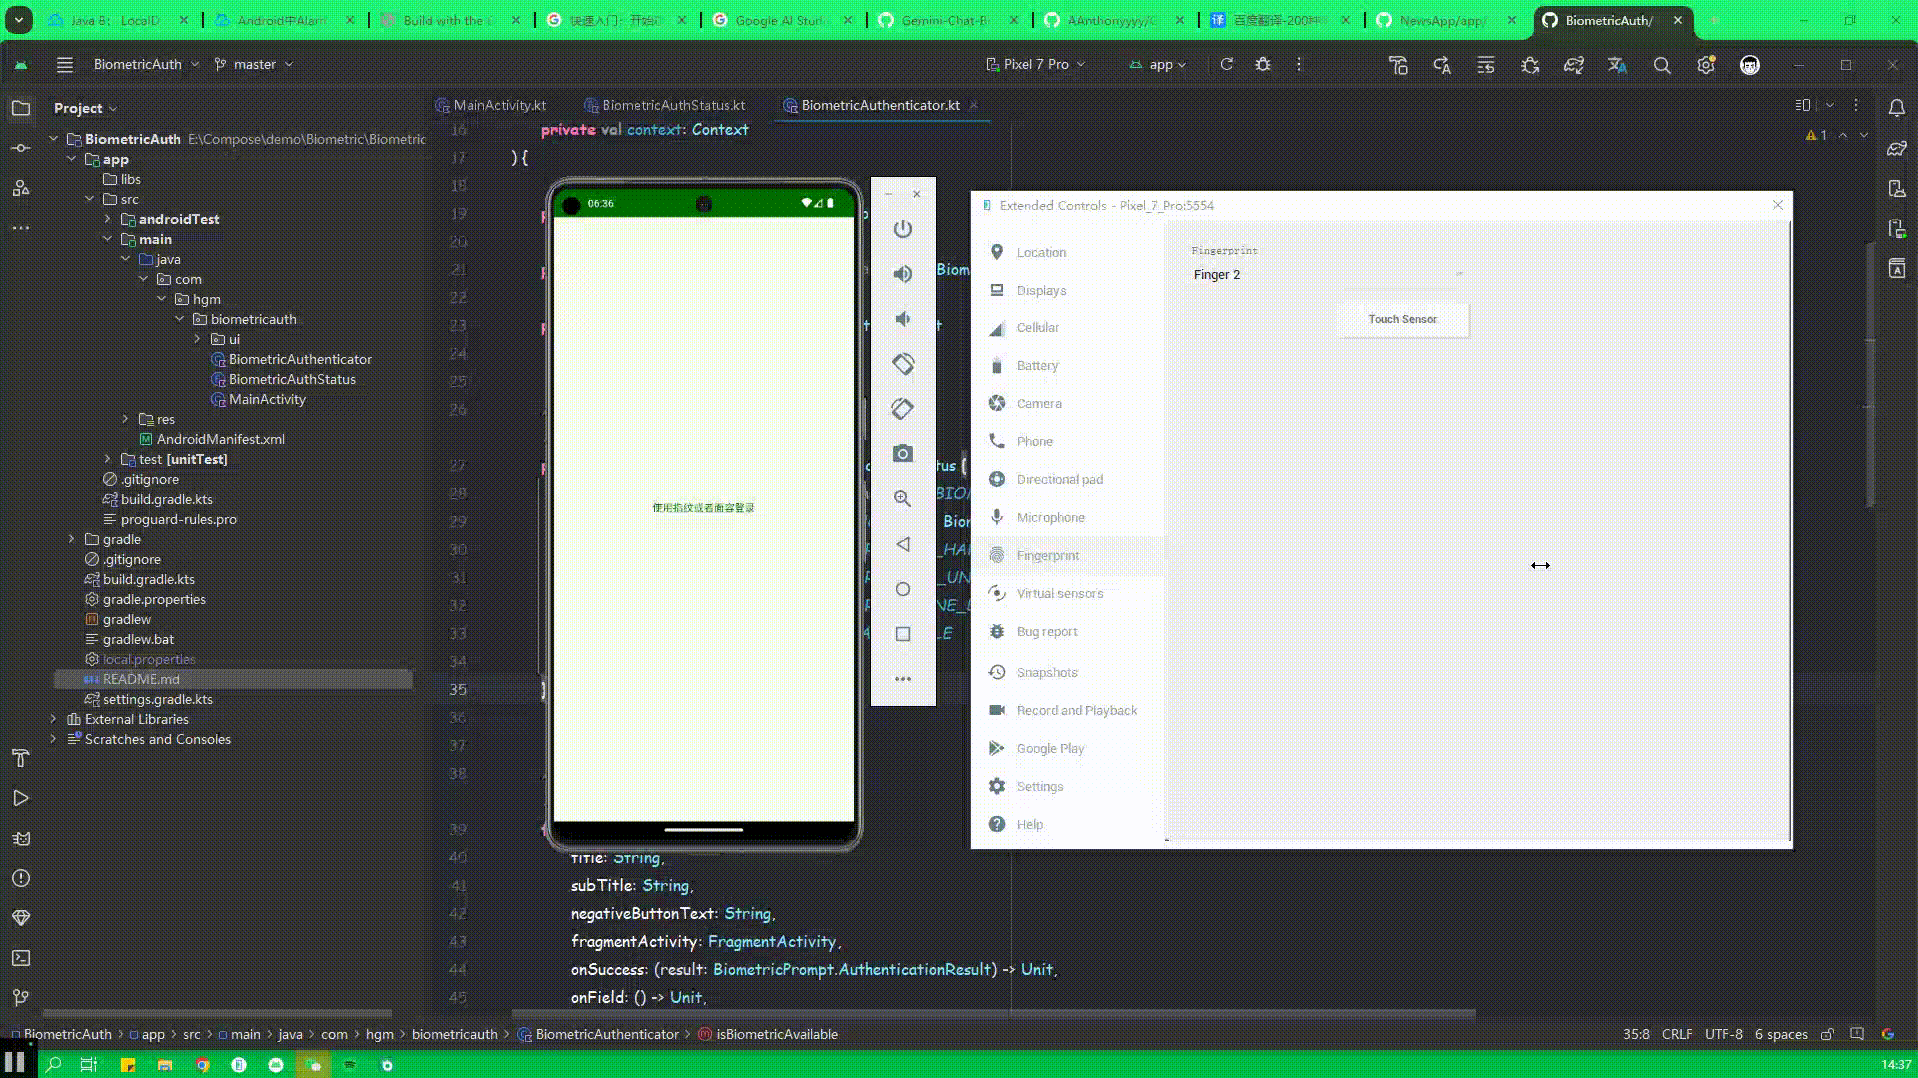 Java 8： LocalD
Android中Alarm
Build with the
快速入门：开始
Google AI Stud
Gemini-Chat-B
AAnthonyyyy/
百度翻译-200种
NewsApp/app/
BiometricAuth/
BiometricAuth
master
Pixel 7 Pro
app
Project
MainActivity.kt
BiometricAuthStatus.kt
BiometricAuthenticator.kt
BiometricAuth E:\Compose\demo\Biometric\Biometric
app
libs
src
androidTest
main
java
com
hgm
biometricauth
ui
BiometricAuthenticator
BiometricAuthStatus
MainActivity
res
AndroidManifest.xml
test [unitTest]
.gitignore
build.gradle.kts
proguard-rules.pro
gradle
.gitignore
build.gradle.kts
gradle.properties
gradlew
gradlew.bat
local.properties
README.md
settings.gradle.kts
External Libraries
Scratches and Consoles
1
16 private val context: Context
17 ) {
18
19
20
21 Biom
22
23
24
25
26
27 tus {
28 BIO
29 Bion
30 _HA
31 _UN
32 NE_
33 LE
34
35 }
36
37
38
39
40 title: String,
41 subTitle: String,
42 negativeButtonText: String,
43 fragmentActivity: FragmentActivity,
44 onSuccess: (result: BiometricPrompt.AuthenticationResult) -> Unit,
45 onField: () -> Unit,
06:36
使用指纹或者面容登录
Extended Controls - Pixel_7_Pro:5554
Location
Displays
Cellular
Battery
Camera
Phone
Directional pad
Microphone
Fingerprint
Virtual sensors
Bug report
Snapshots
Record and Playback
Google Play
Settings
Help
Fingerprint
Finger 2
Touch Sensor
BiometricAuth > app > src > main > java > com > hgm > biometricauth > BiometricAuthenticator > isBiometricAvailable
35:8 CRLF UTF-8 6 spaces
14:37